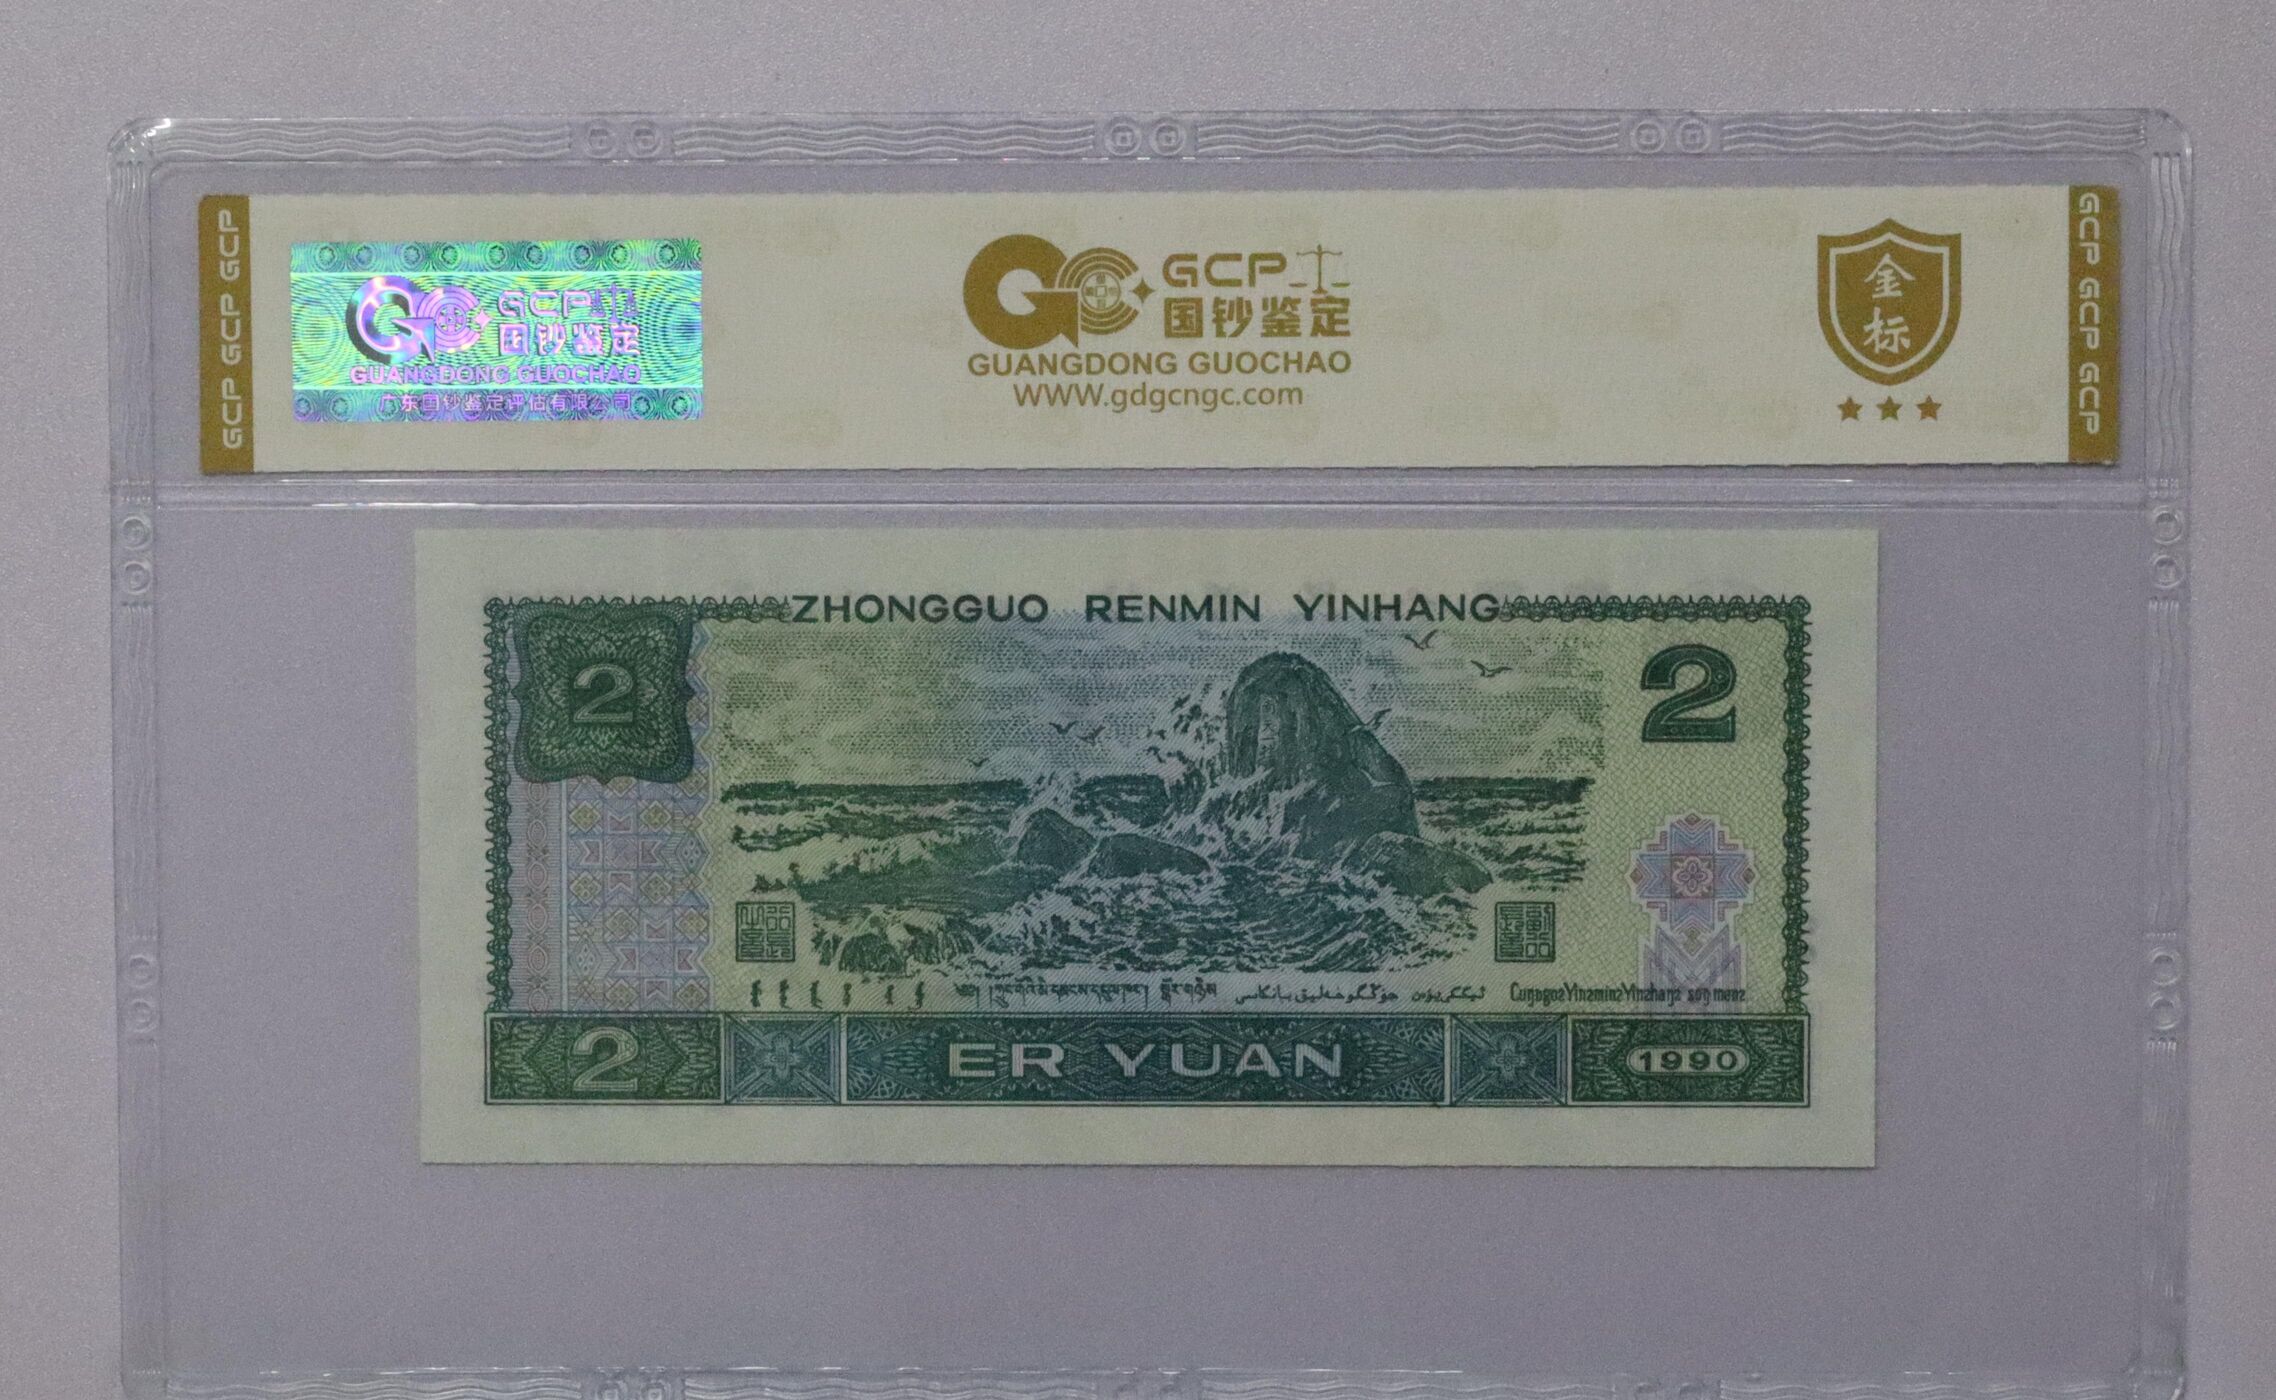 GCP GCP GCP
GCP
国钞鉴定
GUANGDONG GUOCHAO
广东国钞鉴定评估有限公司
GCP
国钞鉴定
GUANGDONG GUOCHAO
WWW.gdgcngc.com
金标
GCP GCP GCP
ZHONGGUO RENMIN YINHANG
2
2
2
ER YUAN
1990